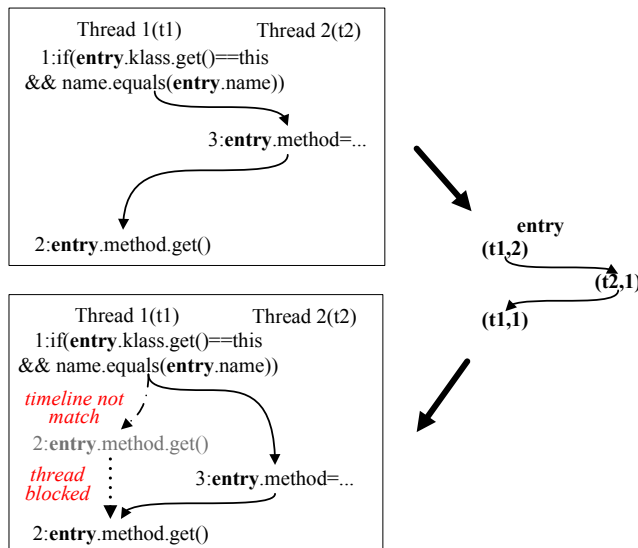 Thread 1(t1) Thread 2(t2)
1:if(entry.klass.get()==this
&& name.equals(entry.name))
3:entry.method=...
2:entry.method.get()
entry
(t1,2)
(t2,1)
(t1,1)
Thread 1(t1) Thread 2(t2)
1:if(entry.klass.get()==this
&& name.equals(entry.name))
timeline not
match
2:entry.method.get()
thread
blocked
3:entry.method=...
2:entry.method.get()